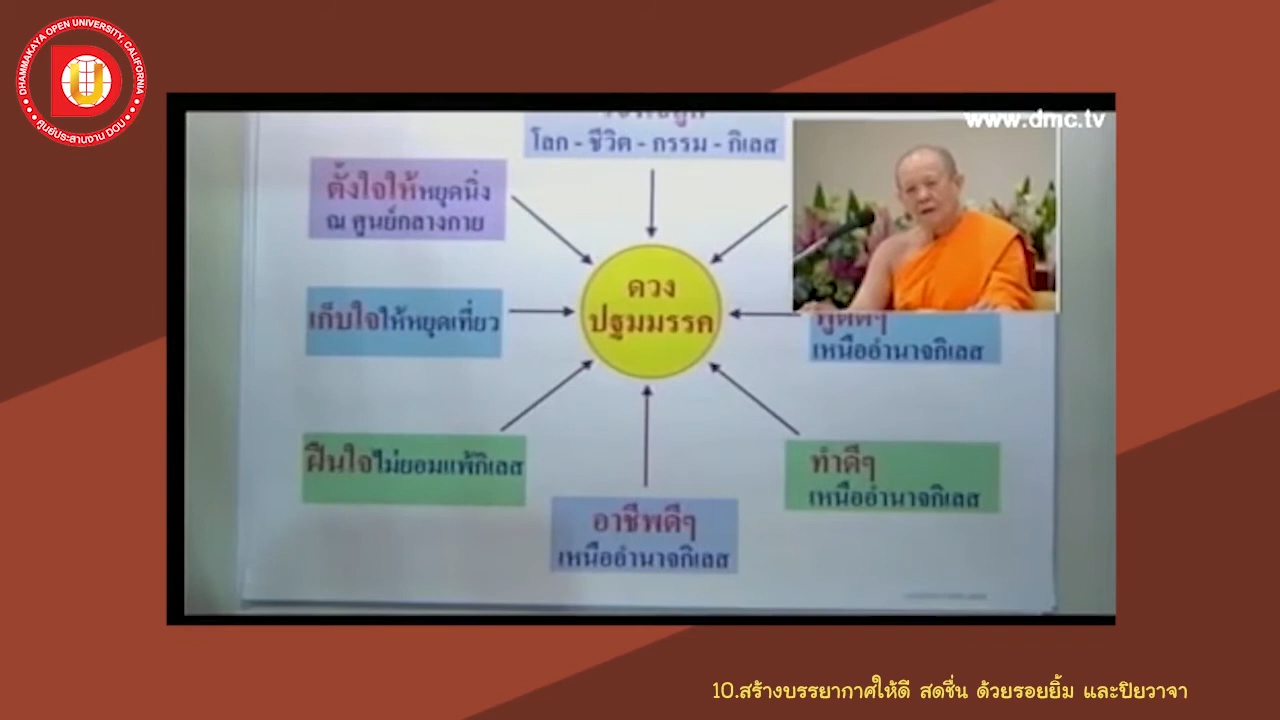 DHAMMAKAYA OPEN UNIVERSITY, CALIFORNIA
ศูนย์ประสานงาน DOU
D
U
www.dmc.tv
โลก - ชีวิต - กรรม - กิเลส
ตั้งใจให้หยุดนิ่ง
ณ ศูนย์กลางกาย
ดวง
ปฐมมรรค
เก็บใจให้หยุดเที่ยว
พูดดีๆ
เหนืออำนาจกิเลส
ฝืนใจไม่ยอมแพ้กิเลส
ทำดีๆ
เหนืออำนาจกิเลส
อาชีพดีๆ
เหนืออำนาจกิเลส
10.สร้างบรรยากาศให้ดี สดชื่น ด้วยรอยยิ้ม และปิยวาจา